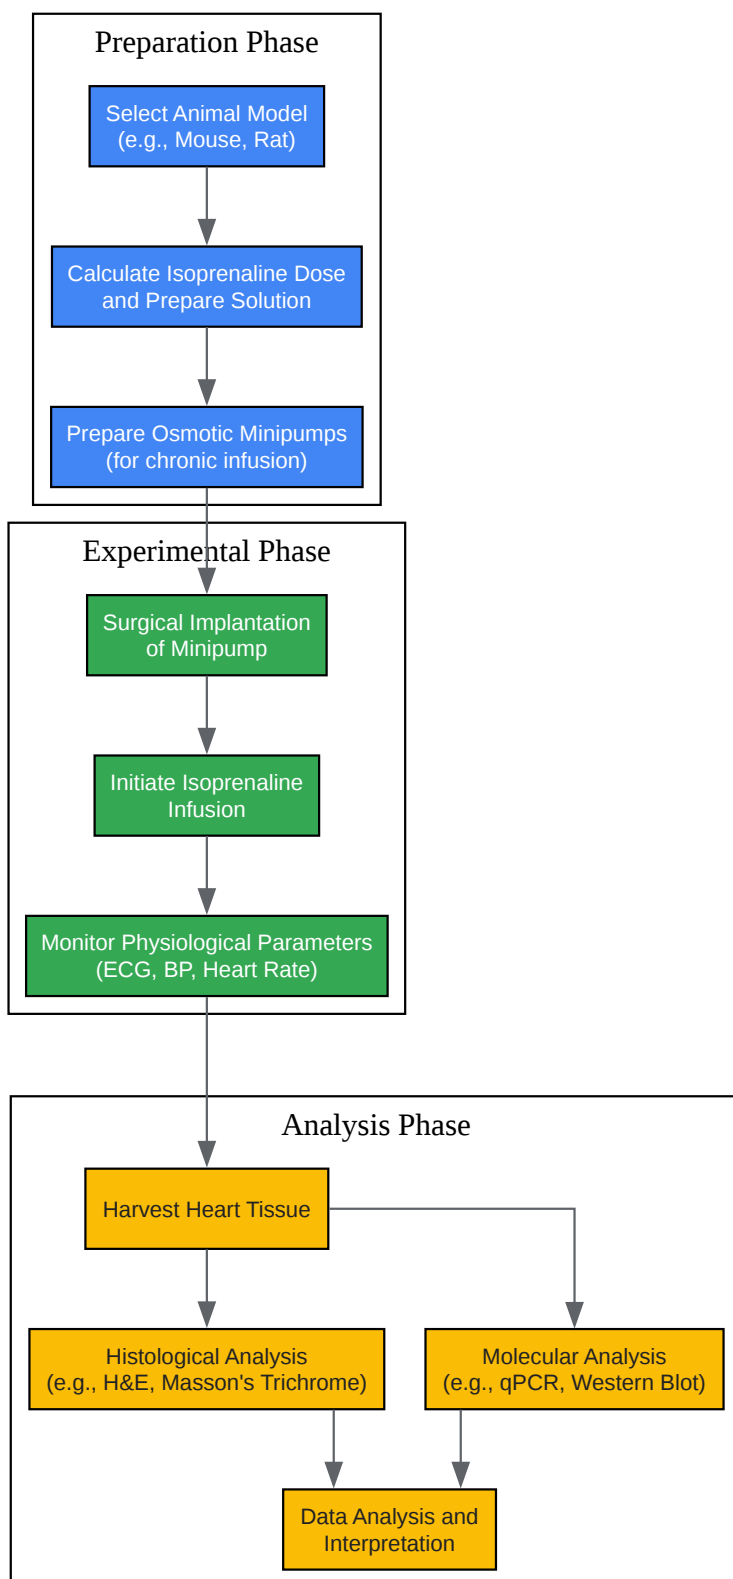 Preparation Phase
Select Animal Model
(e.g., Mouse, Rat)
Calculate Isoprenaline Dose
and Prepare Solution
Prepare Osmotic Minipumps
(for chronic infusion)
Experimental Phase
Surgical Implantation
of Minipump
Initiate Isoprenaline
Infusion
Monitor Physiological Parameters
(ECG, BP, Heart Rate)
Analysis Phase
Harvest Heart Tissue
Histological Analysis
(e.g., H&E, Masson's Trichrome)
Molecular Analysis
(e.g., qPCR, Western Blot)
Data Analysis and
Interpretation